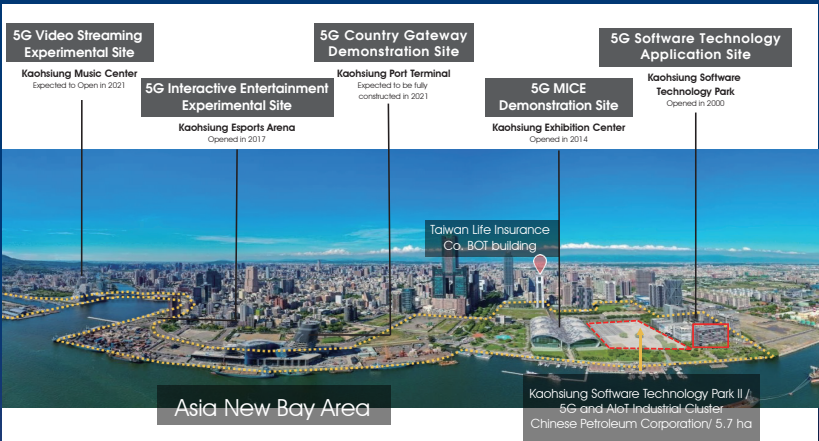 5G Video Streaming
Experimental Site
Kaohsiung Music Center
Expected to Open in 2021
5G Interactive Entertainment
Experimental Site
Kaohsiung Esports Arena
Opened in 2017
5G Country Gateway
Demonstration Site
Kaohsiung Port Terminal
Expected to be fully
constructed in 2021
5G MICE
Demonstration Site
Kaohsiung Exhibition Center
Opened in 2014
5G Software Technology
Application Site
Kaohsiung Software
Technology Park
Opened in 2000
Taiwan Life Insurance
Co. BOT building
Asia New Bay Area
Kaohsiung Software Technology Park II /
5G and AIoT Industrial Cluster
Chinese Petroleum Corporation/ 5.7 ha